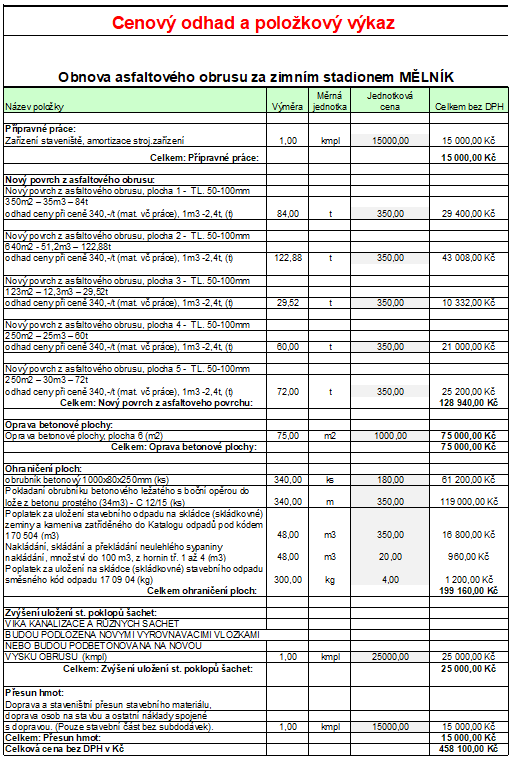 Cenový odhad a položkový výkaz
Obnova asfaltového obrusu za zimním stadionem MĚLNÍK
Název položky Výměra Měrná jednotka Jednotková cena Celkem bez DPH
Přípravné práce:
Zařízení staveniště, amortizace stroj.zařízení 1,00 kmpl 15000,00 15 000,00 Kč
Celkem: Přípravné práce: 15 000,00 Kč
Nový povrch z asfaltového obrusu:
Nový povrch z asfaltového obrusu, plocha 1 - TL. 50-100mm
350m2 – 35m3 – 84t
odhad ceny při ceně 340,-/t (mat. vč práce), 1m3 -2,4t, (t) 84,00 t 350,00 29 400,00 Kč
Nový povrch z asfaltového obrusu, plocha 2 - TL. 50-100mm
640m2 - 51,2m3 – 122,88t
odhad ceny při ceně 340,-/t (mat. vč práce), 1m3 -2,4t, (t) 122,88 t 350,00 43 008,00 Kč
Nový povrch z asfaltového obrusu, plocha 3 - TL. 50-100mm
123m2 – 12,3m3 – 29,52t
odhad ceny při ceně 340,-/t (mat. vč práce), 1m3 -2,4t, (t) 29,52 t 350,00 10 332,00 Kč
Nový povrch z asfaltového obrusu, plocha 4 - TL. 50-100mm
250m2 – 25m3 – 60t
odhad ceny při ceně 340,-/t (mat. vč práce), 1m3 -2,4t, (t) 60,00 t 350,00 21 000,00 Kč
Nový povrch z asfaltového obrusu, plocha 5 - TL. 50-100mm
250m2 – 30m3 – 72t
odhad ceny při ceně 340,-/t (mat. vč práce), 1m3 -2,4t, (t) 72,00 t 350,00 25 200,00 Kč
Celkem: Nový povrch z asfaltoveho povrchu: 128 940,00 Kč
Oprava betonové plochy:
Oprava betonové plochy, plocha 6 (m2) 75,00 m2 1000,00 75 000,00 Kč
Celkem: Oprava betonové plochy: 75 000,00 Kč
Ohraničení ploch:
obrubník betonový 1000x80x250mm (ks) 340,00 ks 180,00 61 200,00 Kč
Pokladani obrubníku betonového ležatého s boční opěrou do
lože z betonu prostého (34m3) - C 12/15 (ks) 340,00 m 350,00 119 000,00 Kč
Poplatek za uložení stavebního odpadu na skládce (skládkovné)
zeminy a kameniva zatříděného do Katalogu odpadů pod kódem
170 504 (m3) 48,00 m3 350,00 16 800,00 Kč
Nakládání, skládání a překládání neulehlého sypaniny
nakládání, množství do 100 m3, z hornin tř. 1 až 4 (m3) 48,00 m3 20,00 960,00 Kč
Poplatek za uložení na skládce (skládkovné) stavebního odpadu
směsného kód odpadu 17 09 04 (kg) 300,00 kg 4,00 1 200,00 Kč
Celkem ohraničení ploch: 199 160,00 Kč
Zvýšení uložení st. poklopů šachet:
VIKA KANALIZACE A RŮZNÝCH ŠACHET
BUDOU PODLOŽENA NOVÝMI VYROVNÁVACÍMI VLOŽKAMI
NEBO BUDOU PODBETONOVÁNA NA NOVOU
VÝŠKU OBRUSU (kmpl) 1,00 kmpl 25000,00 25 000,00 Kč
Celkem: Zvýšení uložení st. poklopů šachet: 25 000,00 Kč
Přesun hmot:
Doprava a staveništní přesun stavebního materiálu,
doprava osob na stavbu a ostatní náklady spojené
s dopravou. (Pouze stavební část bez subdodávek). 1,00 kmpl 15000,00 15 000,00 Kč
Celkem: Přesun hmot: 15 000,00 Kč
Celková cena bez DPH v Kč 458 100,00 Kč